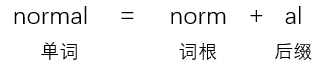 normal = norm + al
单词 词根 后缀